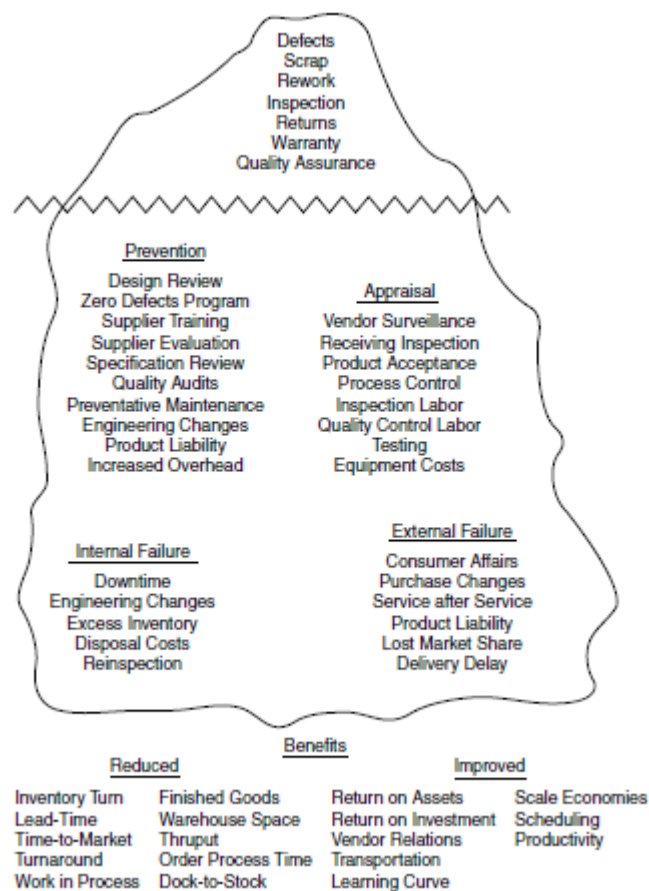 Defects
Scrap
Rework
Inspection
Returns
Warranty
Quality Assurance
Prevention
Design Review
Zero Defects Program
Supplier Training
Supplier Evaluation
Specification Review
Quality Audits
Preventative Maintenance
Engineering Changes
Product Liability
Increased Overhead
Appraisal
Vendor Surveillance
Receiving Inspection
Product Acceptance
Process Control
Inspection Labor
Quality Control Labor
Testing
Equipment Costs
Internal Failure
Downtime
Engineering Changes
Excess Inventory
Disposal Costs
Reinspection
External Failure
Consumer Affairs
Purchase Changes
Service after Service
Product Liability
Lost Market Share
Delivery Delay
Benefits
Reduced
Inventory Turn
Lead-Time
Time-to-Market
Turnaround
Work in Process
Finished Goods
Warehouse Space
Thruput
Order Process Time
Dock-to-Stock
Improved
Return on Assets
Return on Investment
Vendor Relations
Transportation
Learning Curve
Scale Economies
Scheduling
Productivity